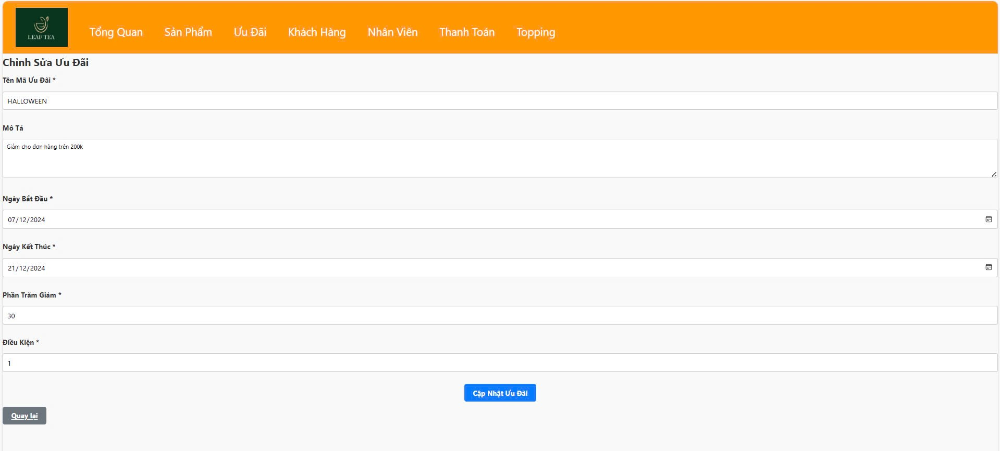 LEAF TEA
Tổng Quan Sản Phẩm Ưu Đãi Khách Hàng Nhân Viên Thanh Toán Topping
Chỉnh Sửa Ưu Đãi
Tên Mã Ưu Đãi *
HALLOWEEN
Mô Tả
Giảm cho đơn hàng trên 200k
Ngày Bắt Đầu *
07/12/2024
Ngày Kết Thúc *
21/12/2024
Phần Trăm Giảm *
30
Điều Kiện *
1
Cập Nhật Ưu Đãi
Quay lại